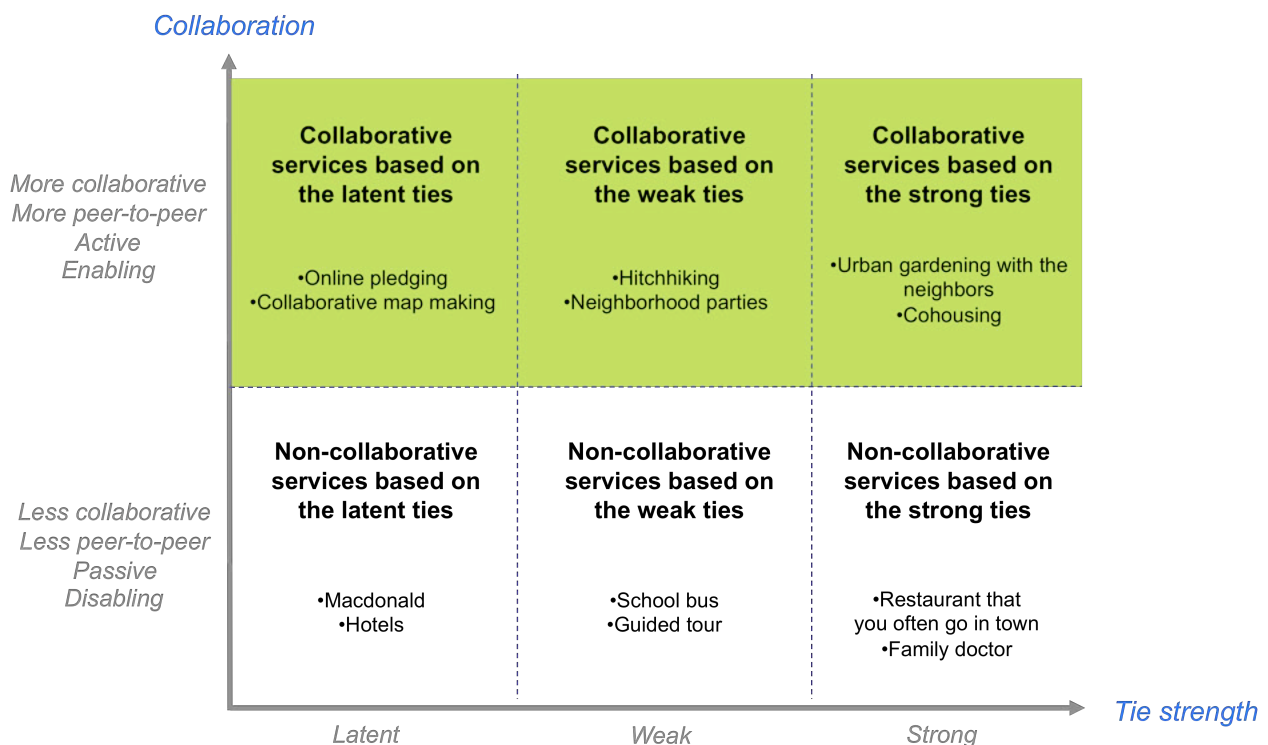 Collaboration
More collaborative
More peer-to-peer
Active
Enabling
Collaborative
services based on
the latent ties
•Online pledging
•Collaborative map making
Collaborative
services based on
the weak ties
•Hitchhiking
•Neighborhood parties
Collaborative
services based on
the strong ties
•Urban gardening with the
neighbors
•Cohousing
Less collaborative
Less peer-to-peer
Passive
Disabling
Non-collaborative
services based on
the latent ties
•Macdonald
•Hotels
Non-collaborative
services based on
the weak ties
•School bus
•Guided tour
Non-collaborative
services based on
the strong ties
•Restaurant that
you often go in town
•Family doctor
Tie strength
Latent
Weak
Strong